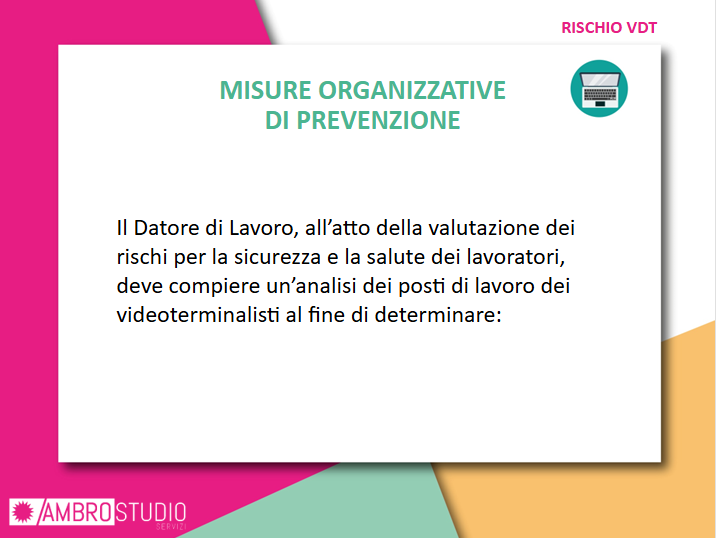 RISCHIO VDT
MISURE ORGANIZZATIVE
DI PREVENZIONE
Il Datore di Lavoro, all’atto della valutazione dei
rischi per la sicurezza e la salute dei lavoratori,
deve compiere un’analisi dei posti di lavoro dei
videoterminalisti al fine di determinare:
AMBROSTUDIO
SERVIZI